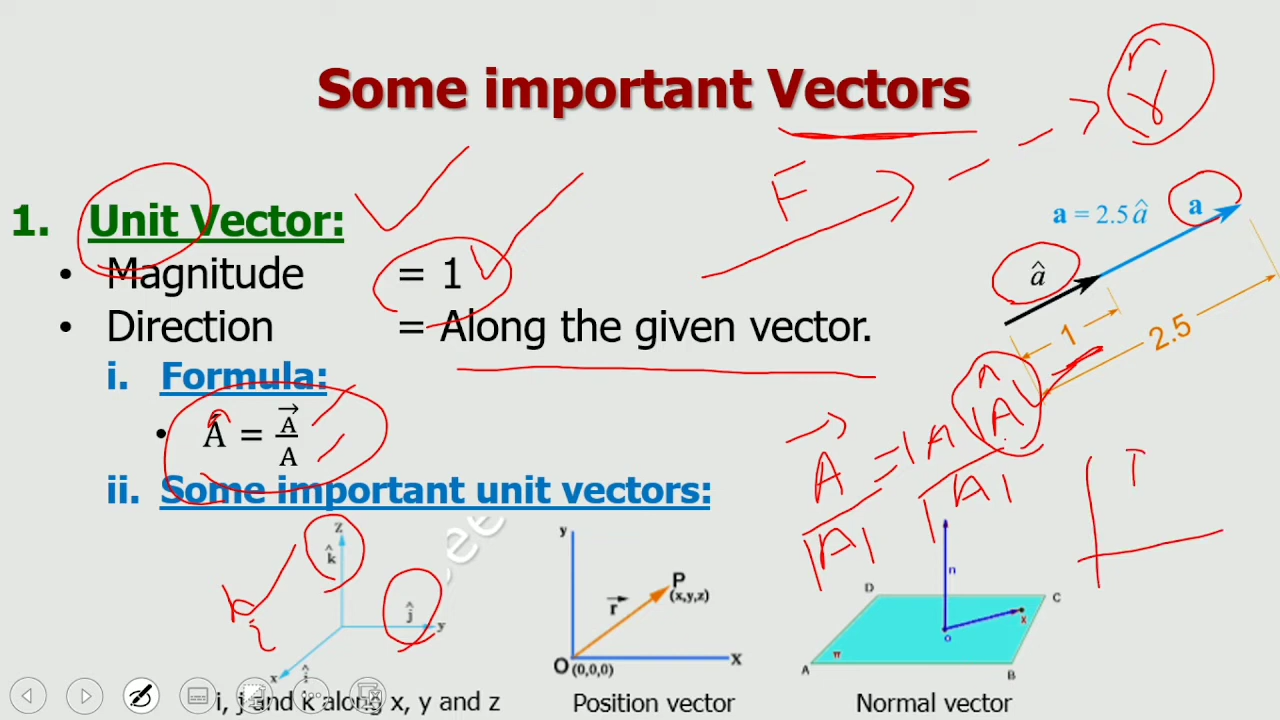 Some important Vectors
r
F
a = 2.5 â
a
â
1
2.5
1. Unit Vector:
• Magnitude = 1
• Direction = Along the given vector.
i. Formula:
• Â = A⃗ / A
A⃗ = |A| Â
|A| |A|
ii. Some important unit vectors:
z
k̂
ĵ
y
x
î
i, j and k along x, y and z
y
P
(x,y,z)
r⃗
O (0,0,0)
x
Position vector
n
D
C
x
o
π
A
B
Normal vector